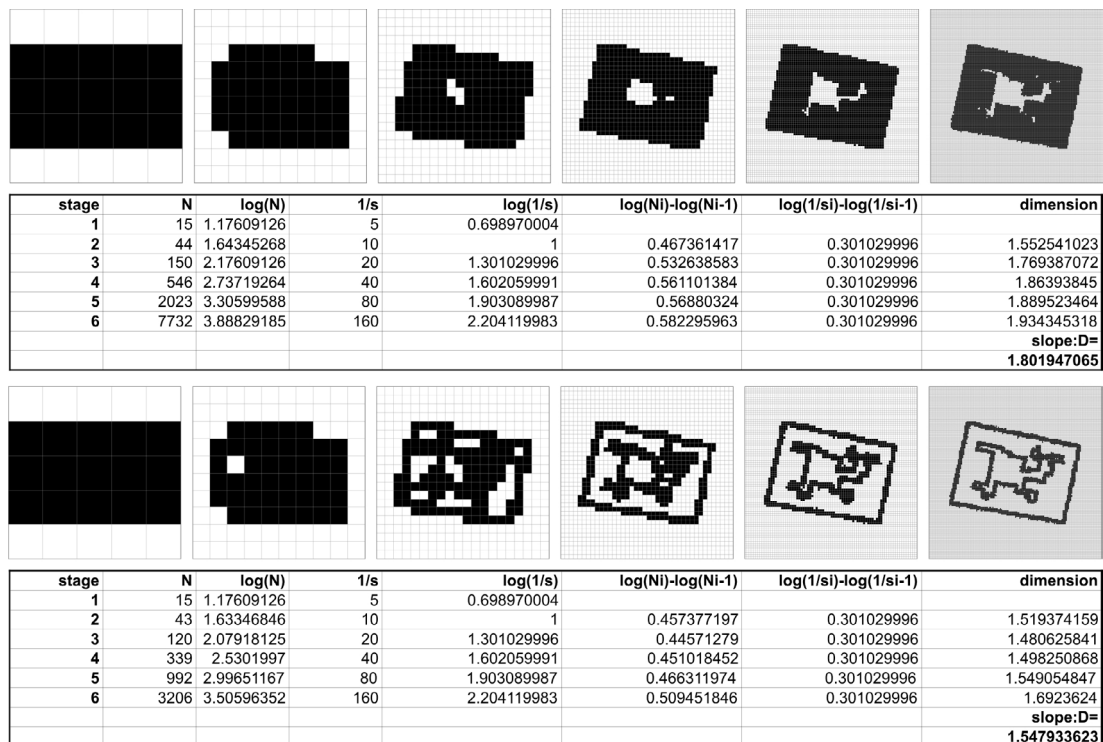 stage N log(N) 1/s log(1/s) log(Ni)-log(Ni-1) log(1/si)-log(1/si-1) dimension
1 15 1.17609126 5 0.698970004
2 44 1.64345268 10 1 0.467361417 0.301029996 1.552541023
3 150 2.17609126 20 1.301029996 0.532638583 0.301029996 1.769387072
4 546 2.73719264 40 1.602059991 0.561101384 0.301029996 1.86393845
5 2023 3.30599588 80 1.903089987 0.56880324 0.301029996 1.889523464
6 7732 3.88829185 160 2.204119983 0.582295963 0.301029996 1.934345318
slope:D=
1.801947065
stage N log(N) 1/s log(1/s) log(Ni)-log(Ni-1) log(1/si)-log(1/si-1) dimension
1 15 1.17609126 5 0.698970004
2 43 1.63346846 10 1 0.457377197 0.301029996 1.519374159
3 120 2.07918125 20 1.301029996 0.44571279 0.301029996 1.480625841
4 339 2.5301997 40 1.602059991 0.451018452 0.301029996 1.498250868
5 992 2.99651167 80 1.903089987 0.466311974 0.301029996 1.549054847
6 3206 3.50596352 160 2.204119983 0.509451846 0.301029996 1.6923624
slope:D=
1.547933623